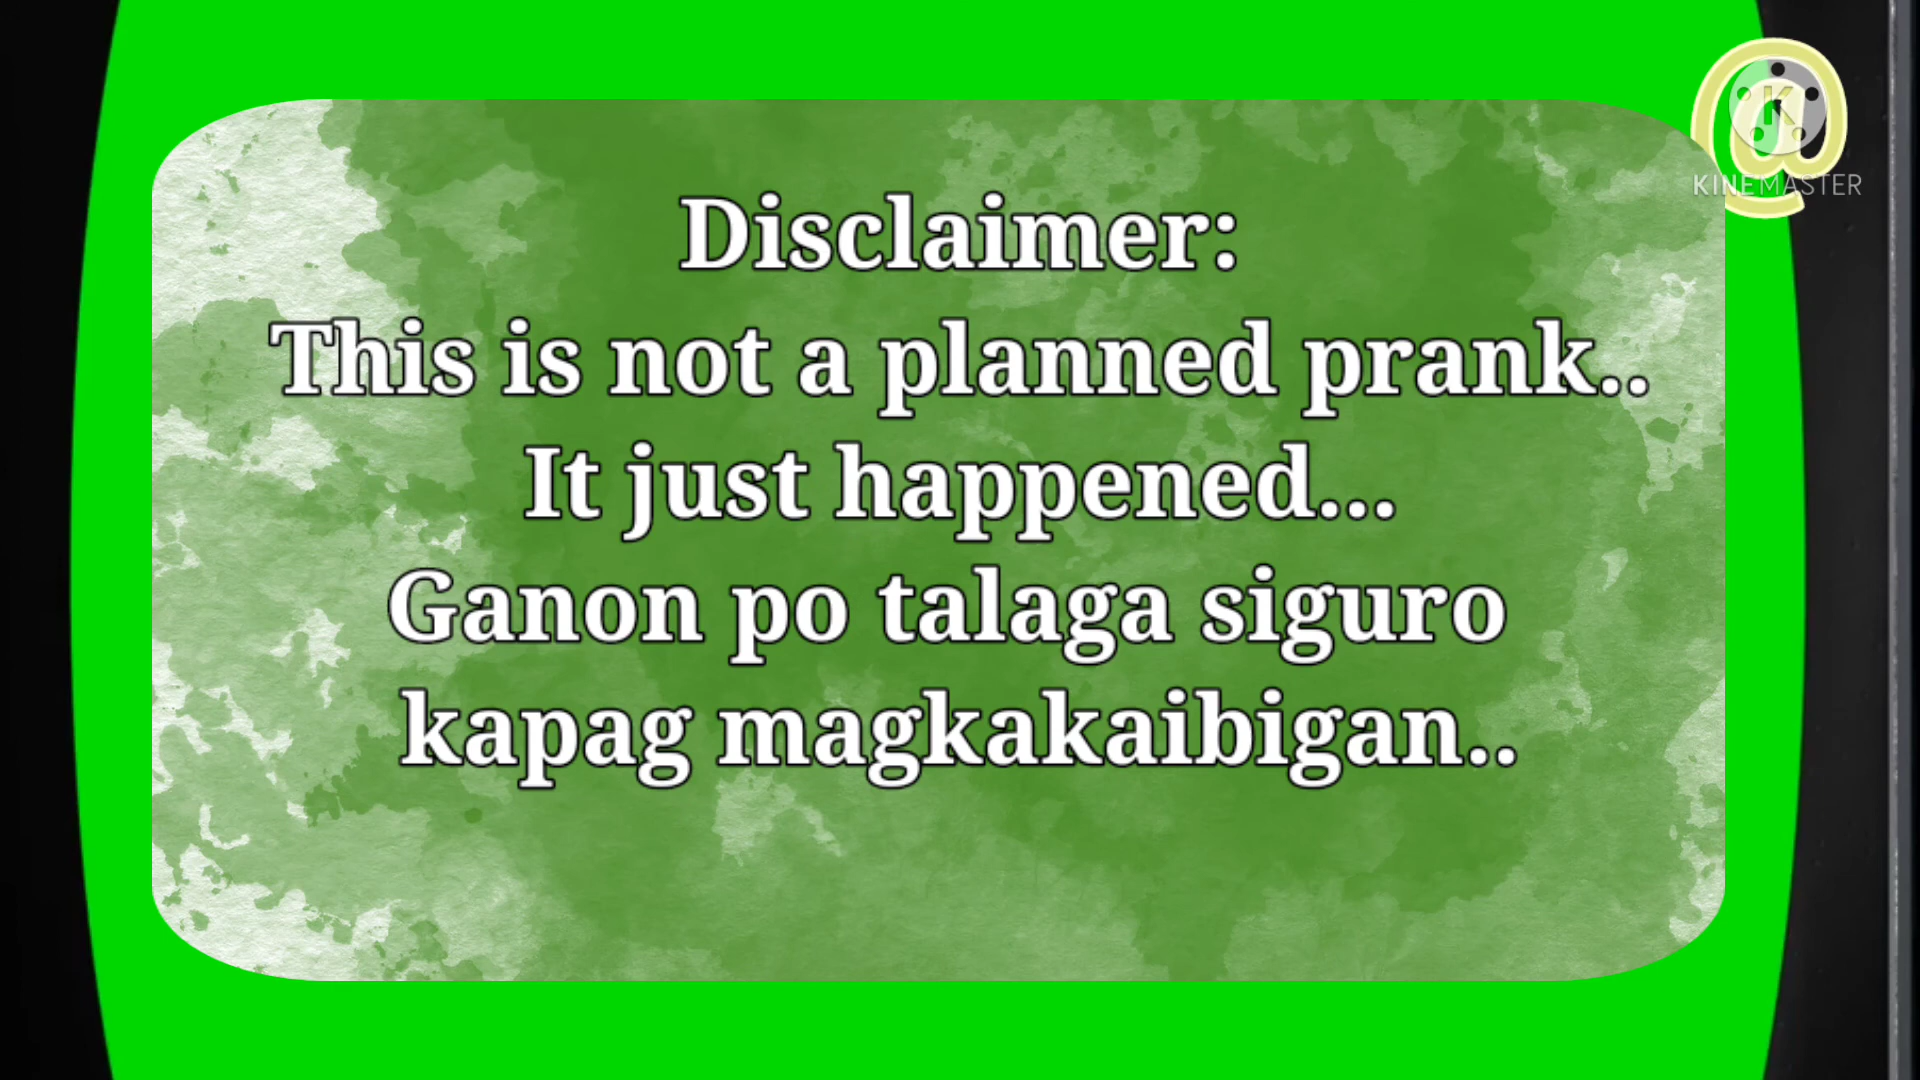 @
K
KINEMASTER
Disclaimer:
This is not a planned prank..
It just happened...
Ganon po talaga siguro
kapag magkakaibigan..